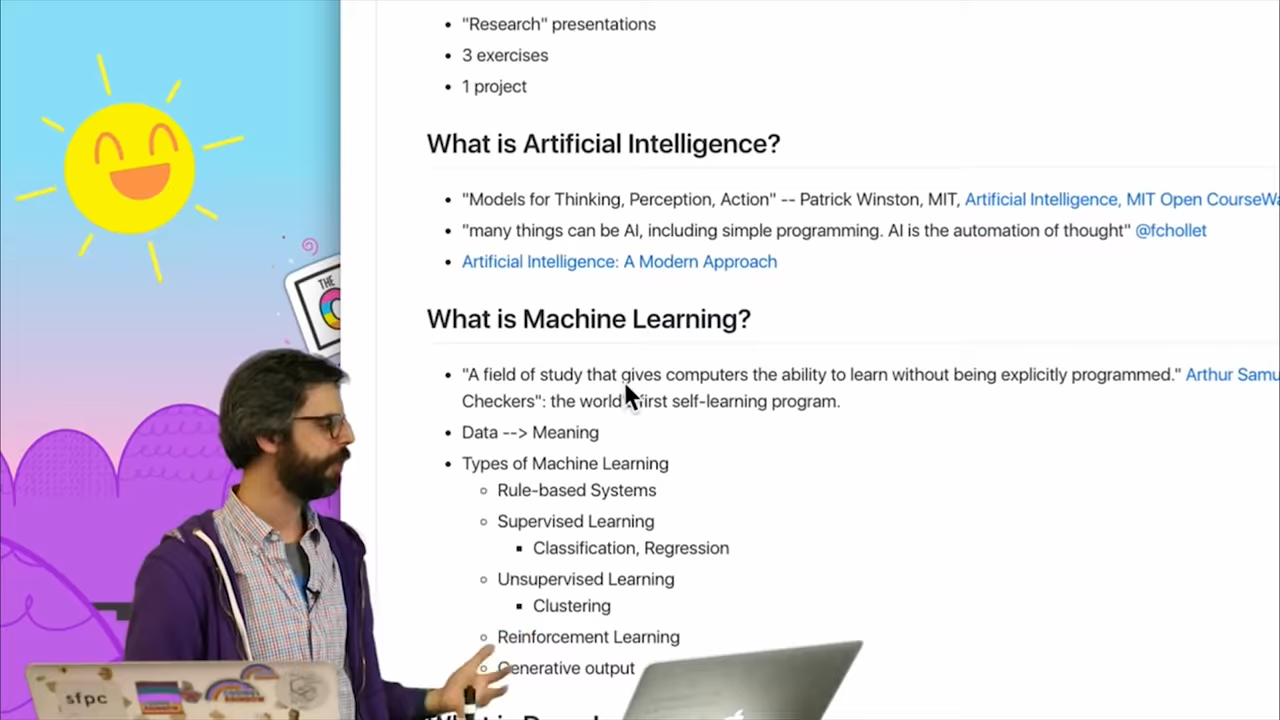 "Research" presentations
3 exercises
1 project
What is Artificial Intelligence?
"Models for Thinking, Perception, Action" -- Patrick Winston, MIT, Artificial Intelligence, MIT Open
"many things can be AI, including simple programming. AI is the automation of thought" @fchollet
Artificial Intelligence: A Modern Approach
THE
What is Machine Learning?
"A field of study that gives computers the ability to learn without being explicitly programmed." Arthur
Checkers": the world first self-learning program.
Data --> Meaning
Types of Machine Learning
Rule-based Systems
Supervised Learning
Classification, Regression
Unsupervised Learning
Clustering
Reinforcement Learning
Generative output
sfpc
What is